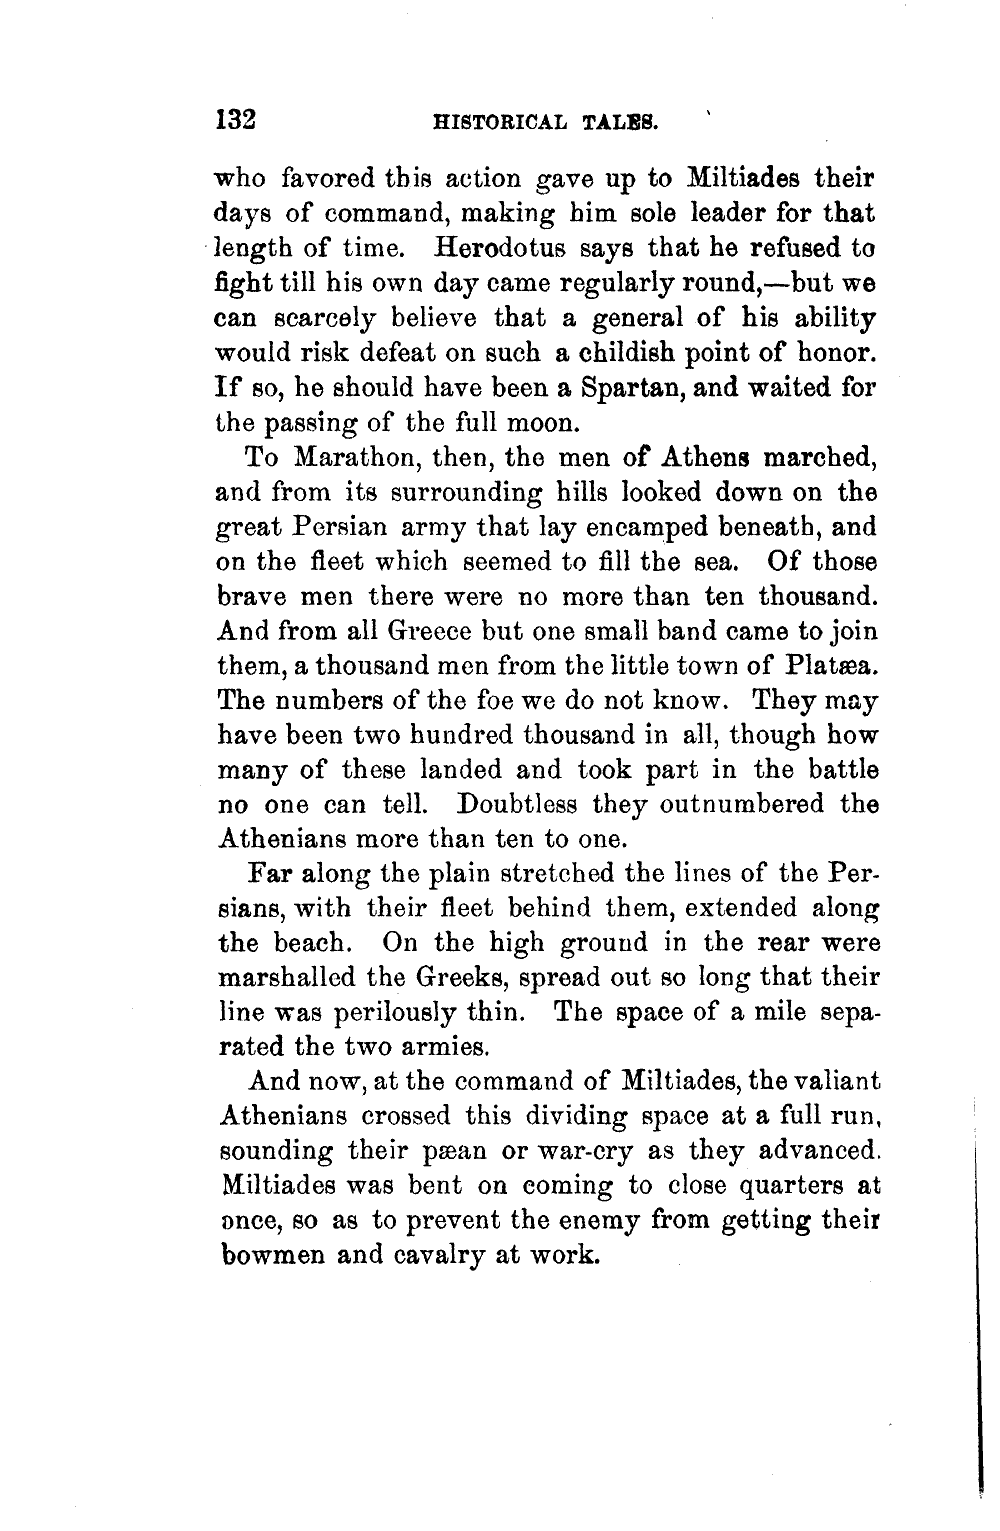 132 HISTORICAL TALES.
who favored this action gave up to Miltiades their
days of command, making him sole leader for that
length of time. Herodotus says that he refused to
fight till his own day came regularly round,—but we
can scarcely believe that a general of his ability
would risk defeat on such a childish point of honor.
If so, he should have been a Spartan, and waited for
the passing of the full moon.
To Marathon, then, the men of Athens marched,
and from its surrounding hills looked down on the
great Persian army that lay encamped beneath, and
on the fleet which seemed to fill the sea. Of those
brave men there were no more than ten thousand.
And from all Greece but one small band came to join
them, a thousand men from the little town of Platæa.
The numbers of the foe we do not know. They may
have been two hundred thousand in all, though how
many of these landed and took part in the battle
no one can tell. Doubtless they outnumbered the
Athenians more than ten to one.
Far along the plain stretched the lines of the Per-
sians, with their fleet behind them, extended along
the beach. On the high ground in the rear were
marshalled the Greeks, spread out so long that their
line was perilously thin. The space of a mile sepa-
rated the two armies.
And now, at the command of Miltiades, the valiant
Athenians crossed this dividing space at a full run,
sounding their pæan or war-cry as they advanced.
Miltiades was bent on coming to close quarters at
once, so as to prevent the enemy from getting their
bowmen and cavalry at work.